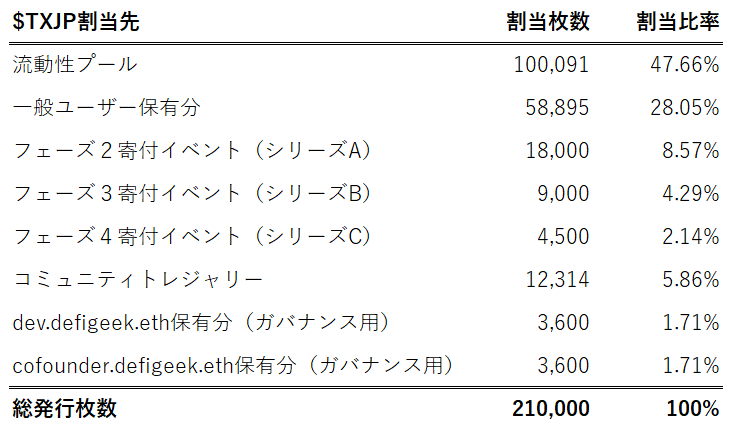 $TXJP割当先 割当枚数 割当比率
流動性プール 100,091 47.66%
一般ユーザー保有分 58,895 28.05%
フェーズ２寄付イベント（シリーズA） 18,000 8.57%
フェーズ３寄付イベント（シリーズB） 9,000 4.29%
フェーズ４寄付イベント（シリーズC） 4,500 2.14%
コミュニティトレジャリー 12,314 5.86%
dev.defigeek.eth保有分（ガバナンス用） 3,600 1.71%
cofounder.defigeek.eth保有分（ガバナンス用） 3,600 1.71%
総発行枚数 210,000 100%